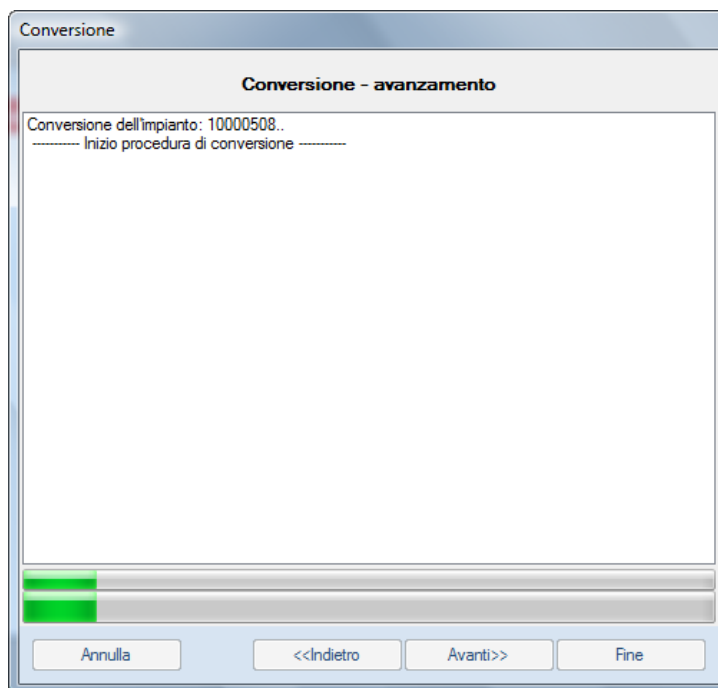 Conversione
Conversione - avanzamento
Conversione dell'impianto: 10000508..
----------- Inizio procedura di conversione -----------
Annulla
<<Indietro
Avanti>>
Fine